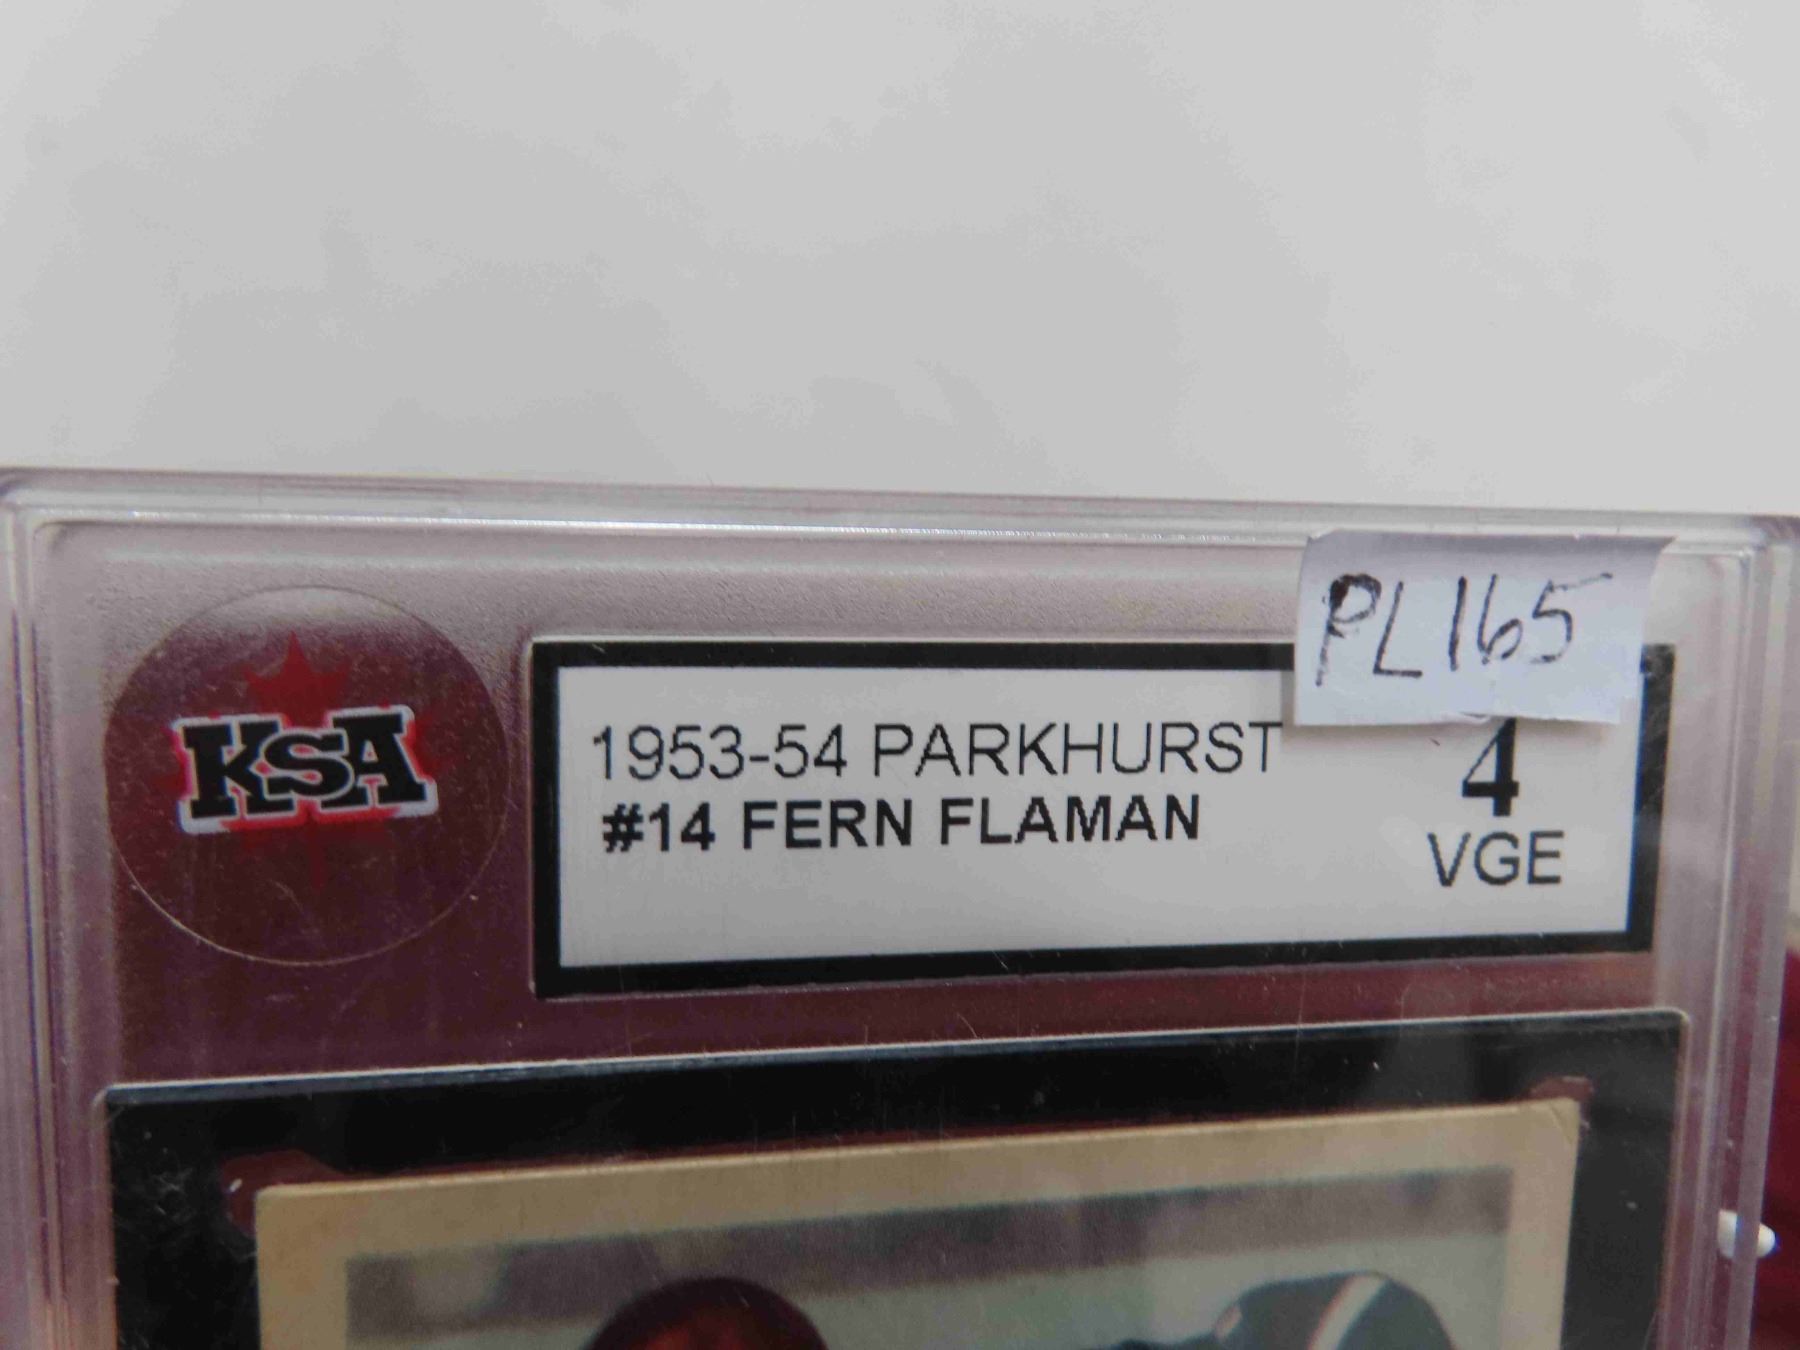 PL165
KSA
1953-54 PARKHURST
#14 FERN FLAMAN
4
VGE